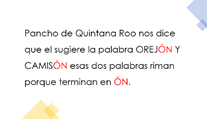 Pancho de Quintana Roo nos dice
que el sugiere la palabra OREJÓN Y
CAMISÓN esas dos palabras riman
porque terminan en ÓN.